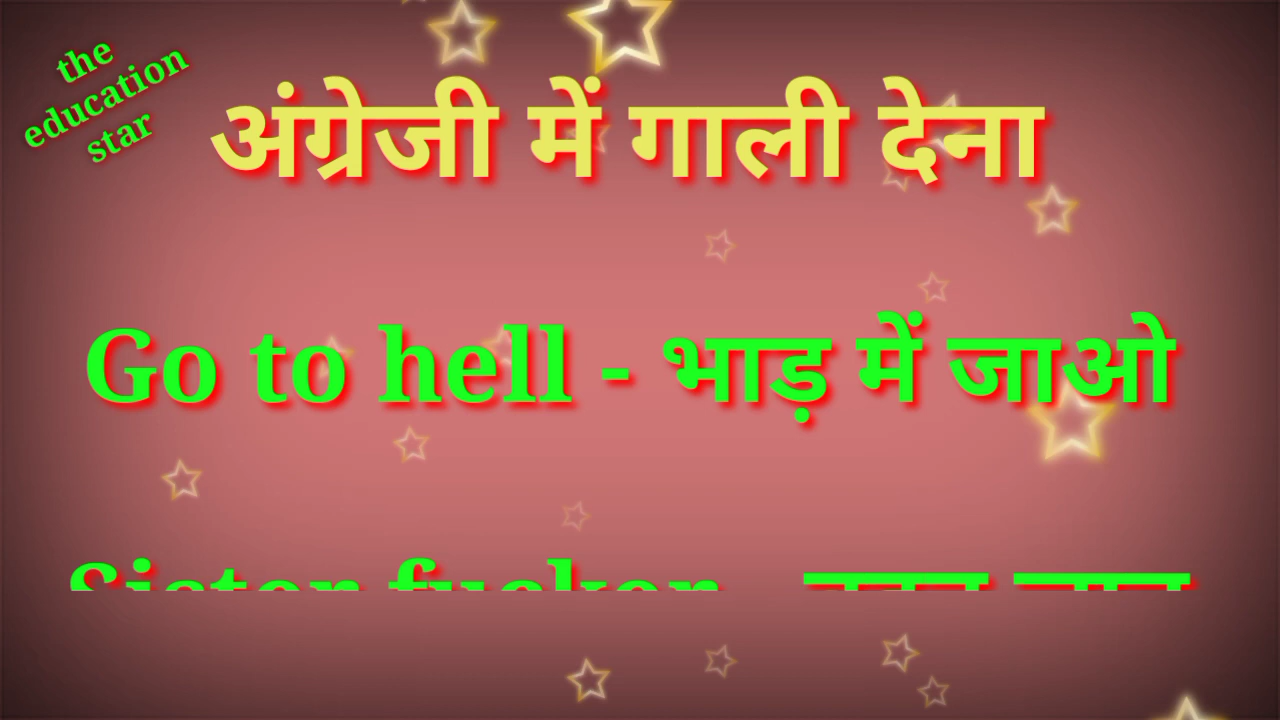 the
education
star
अंग्रेजी में गाली देना
Go to hell - भाड़ में जाओ
Sister fucker -